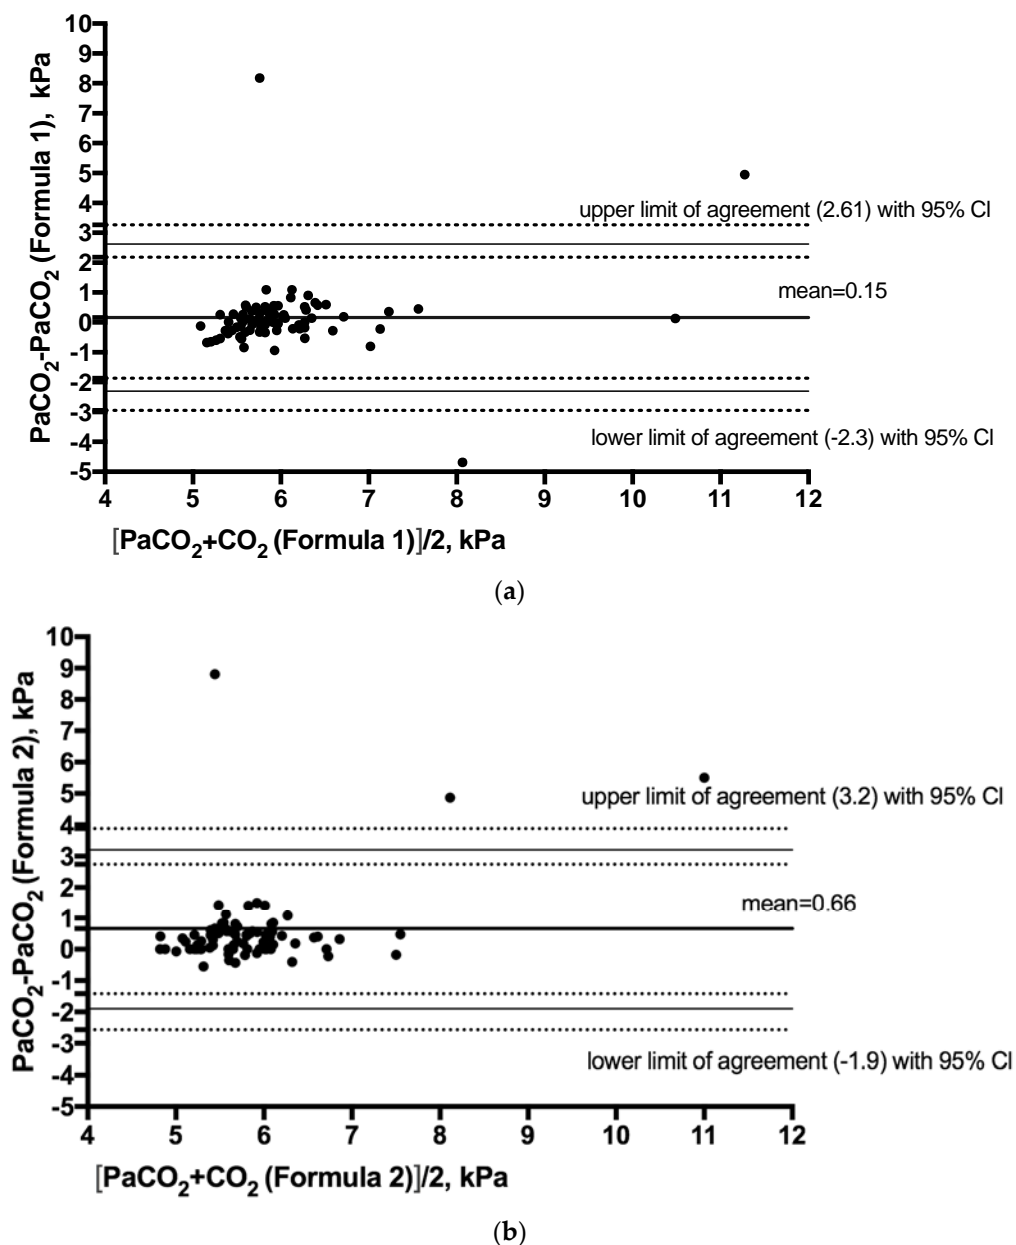 PaCO2-PaCO2 (Formula 1), kPa
10
9
8
7
6
5
4
3
2
1
0
-1
-2
-3
-4
-5
upper limit of agreement (2.61) with 95% CI
mean=0.15
lower limit of agreement (-2.3) with 95% CI
4 5 6 7 8 9 10 11 12
[PaCO2+CO2 (Formula 1)]/2, kPa
(a)
PaCO2-PaCO2 (Formula 2), kPa
10
9
8
7
6
5
4
3
2
1
0
-1
-2
-3
-4
-5
upper limit of agreement (3.2) with 95% CI
mean=0.66
lower limit of agreement (-1.9) with 95% CI
4 5 6 7 8 9 10 11 12
[PaCO2+CO2 (Formula 2)]/2, kPa
(b)